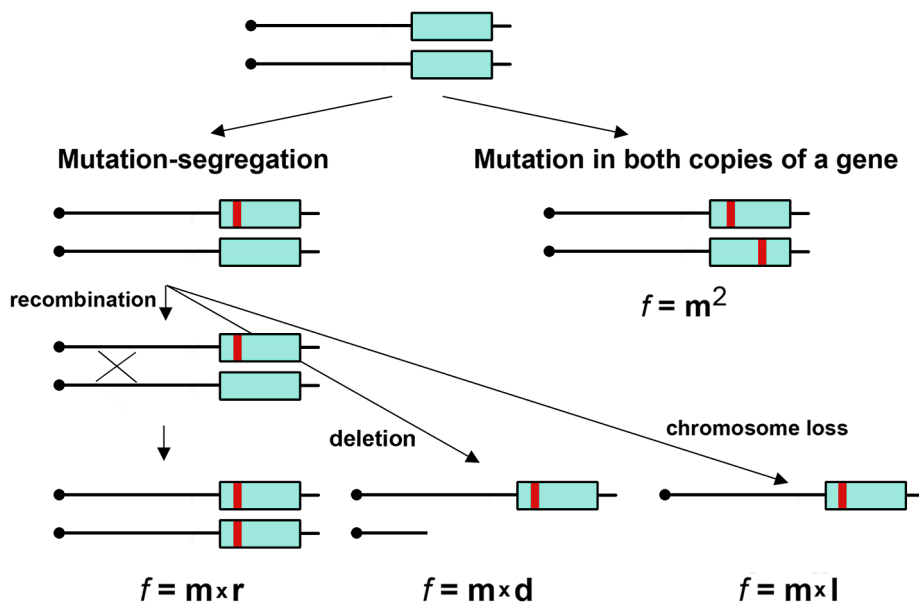 Mutation-segregation
Mutation in both copies of a gene
recombination
f = m²
deletion
chromosome loss
f = m x r
f = m x d
f = m x l